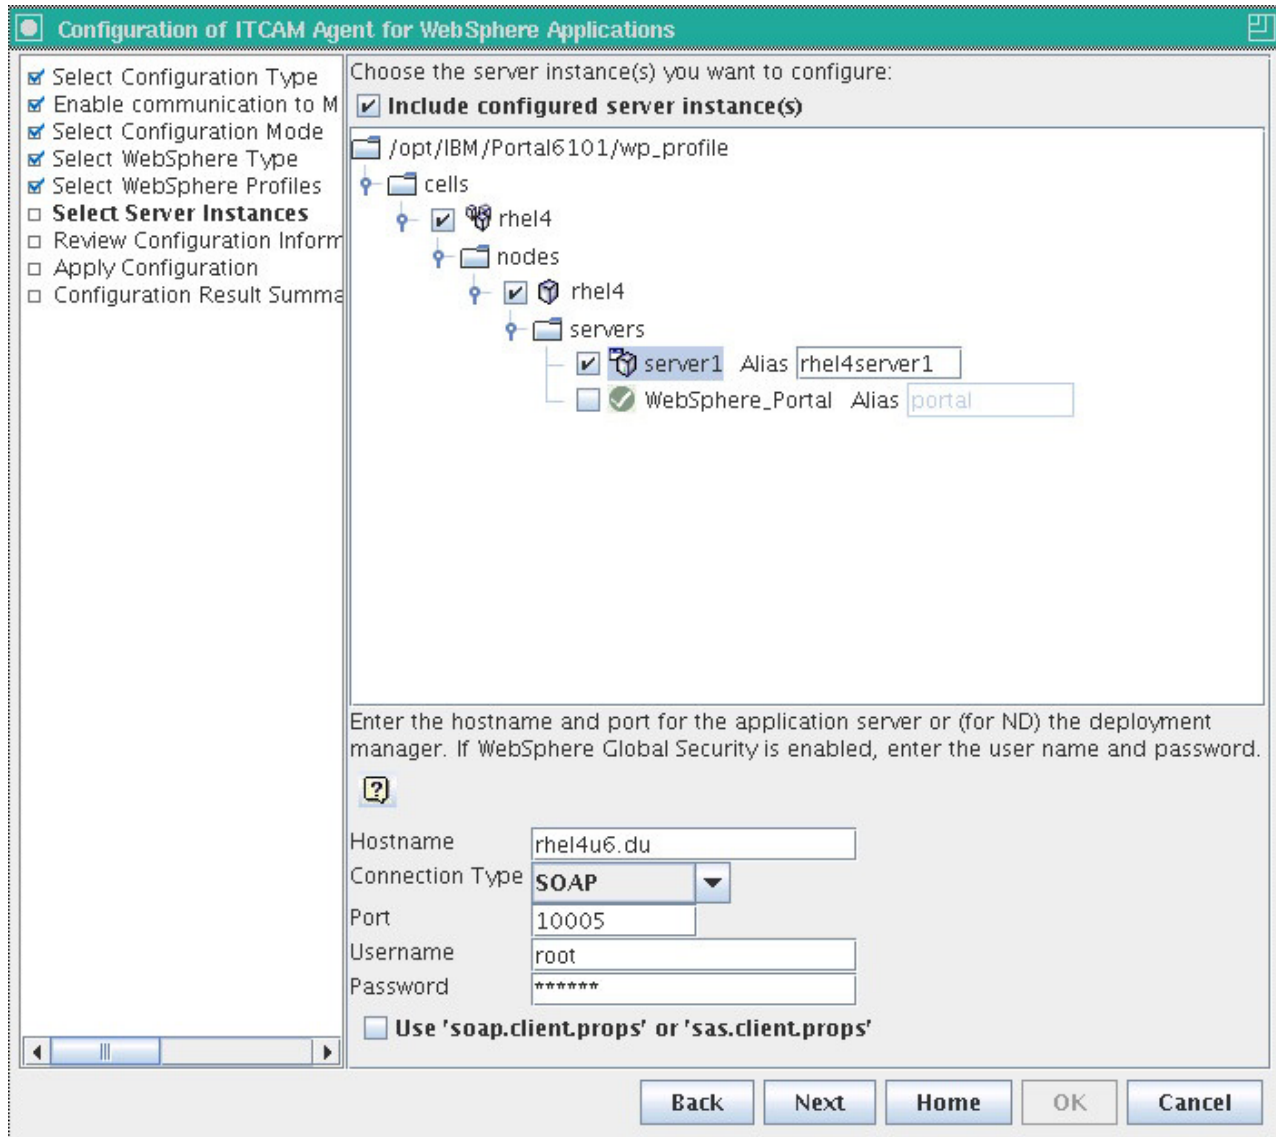 Configuration of ITCAM Agent for WebSphere Applications
Select Configuration Type
Enable communication to M
Select Configuration Mode
Select WebSphere Type
Select WebSphere Profiles
Select Server Instances
Review Configuration Inform
Apply Configuration
Configuration Result Summa
Choose the server instance(s) you want to configure:
Include configured server instance(s)
/opt/IBM/Portal6101/wp_profile
cells
rhel4
nodes
rhel4
servers
server1 Alias rhel4server1
WebSphere_Portal Alias portal
Enter the hostname and port for the application server or (for ND) the deployment
manager. If WebSphere Global Security is enabled, enter the user name and password.
?
Hostname rhel4u6.du
Connection Type SOAP
Port 10005
Username root
Password ******
Use 'soap.client.props' or 'sas.client.props'
Back Next Home OK Cancel